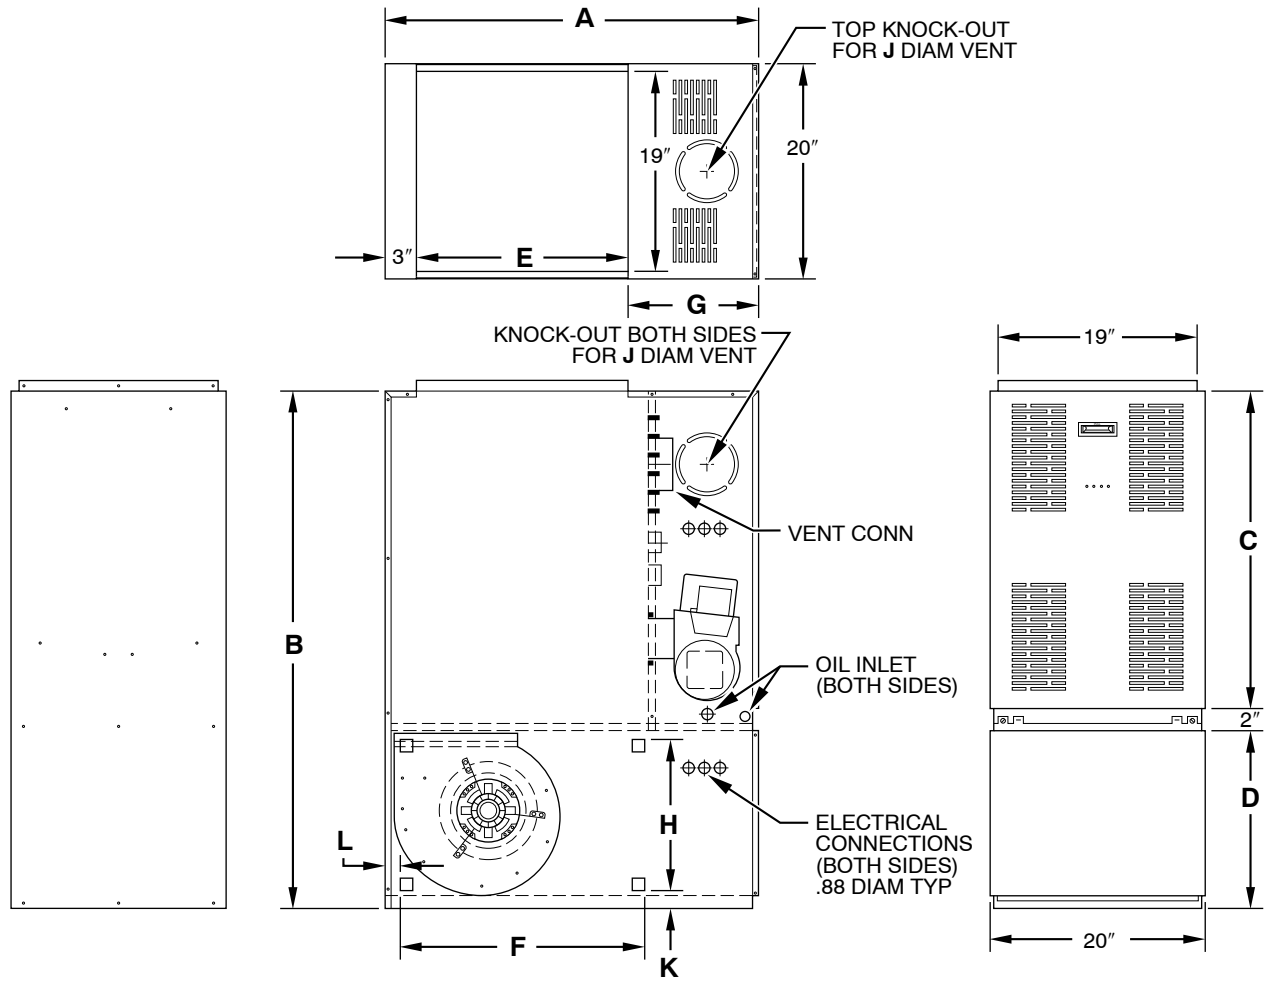 A
TOP KNOCK-OUT
FOR J DIAM VENT
19″
20″
3″
E
G
KNOCK-OUT BOTH SIDES
FOR J DIAM VENT
19″
VENT CONN
C
B
OIL INLET
(BOTH SIDES)
2″
D
H
L
ELECTRICAL
CONNECTIONS
(BOTH SIDES)
.88 DIAM TYP
F
K
20″